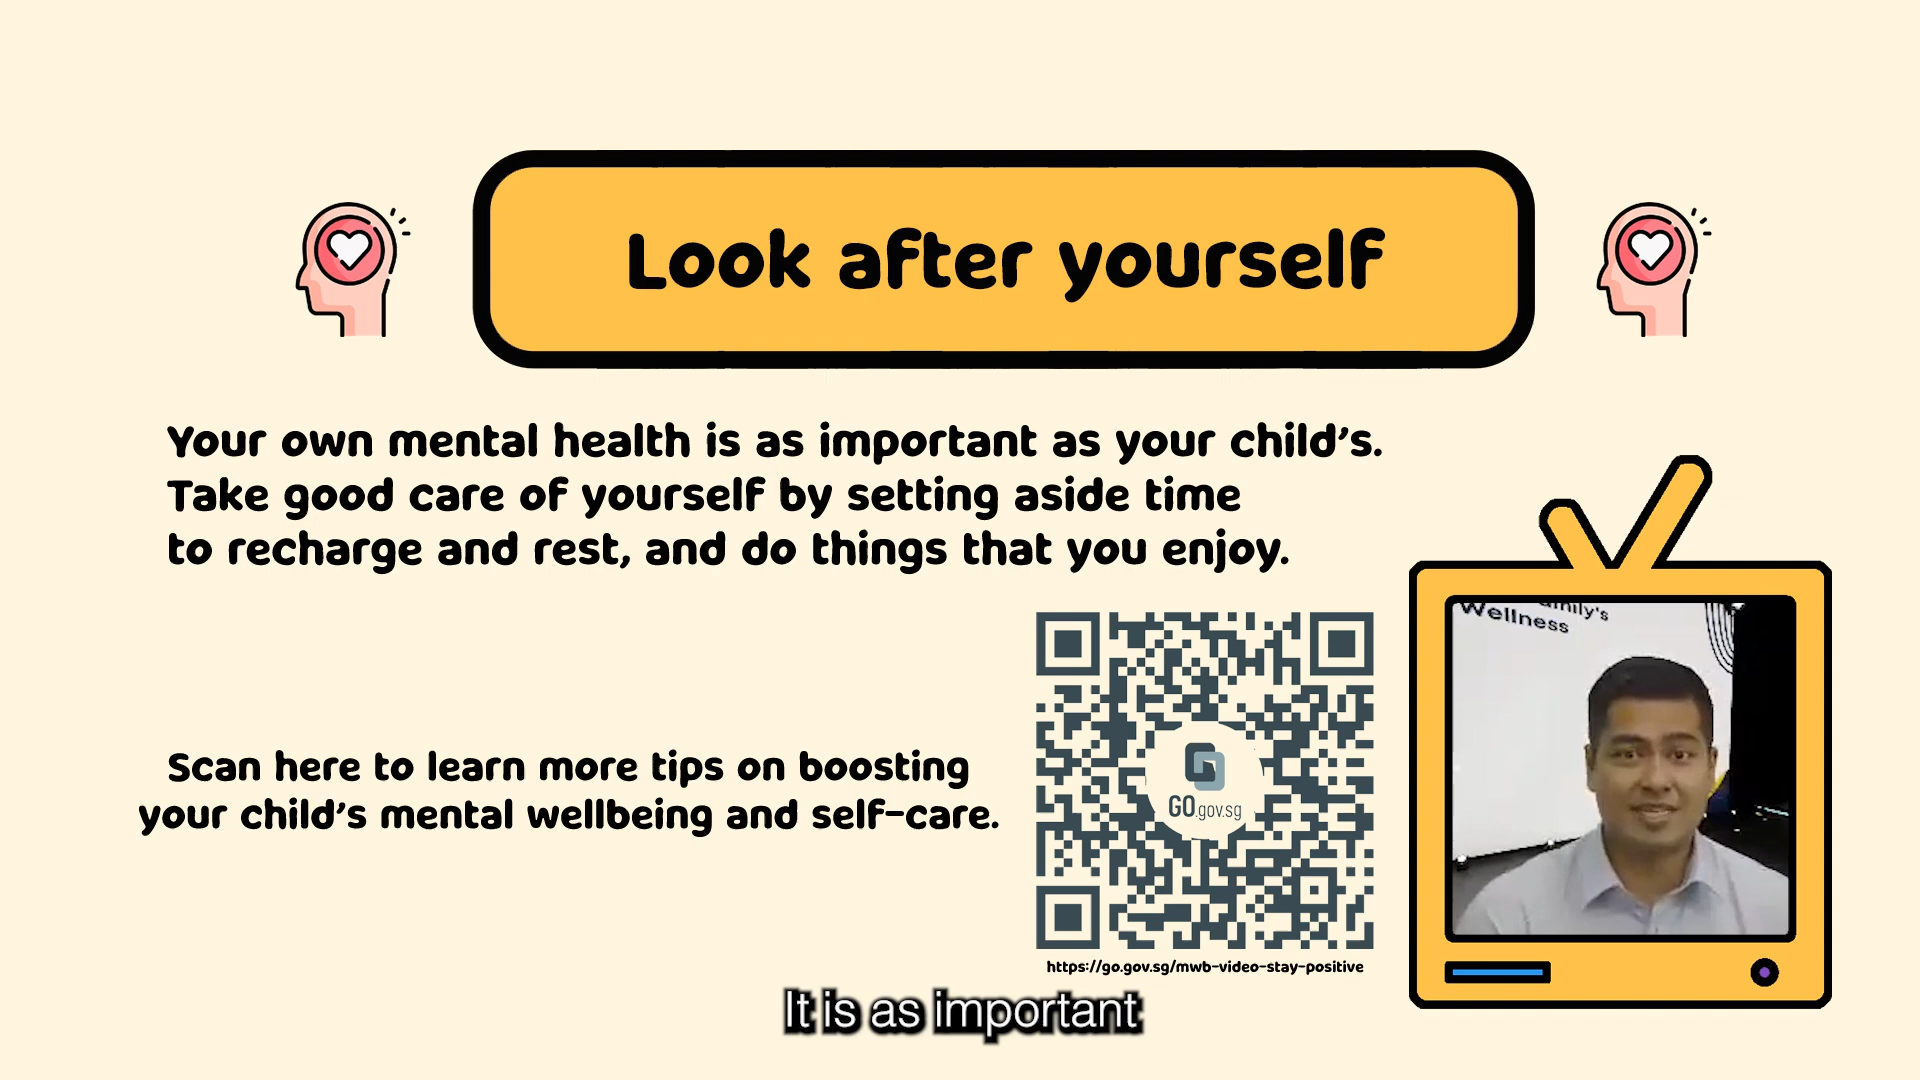 Look after yourself
Your own mental health is as important as your child's.
Take good care of yourself by setting aside time
to recharge and rest, and do things that you enjoy.
Wellness
Scan here to learn more tips on boosting
your child's mental wellbeing and self-care.
GO.gov.sg
https://go.gov.sg/mwb-video-stay-positive
It is as important